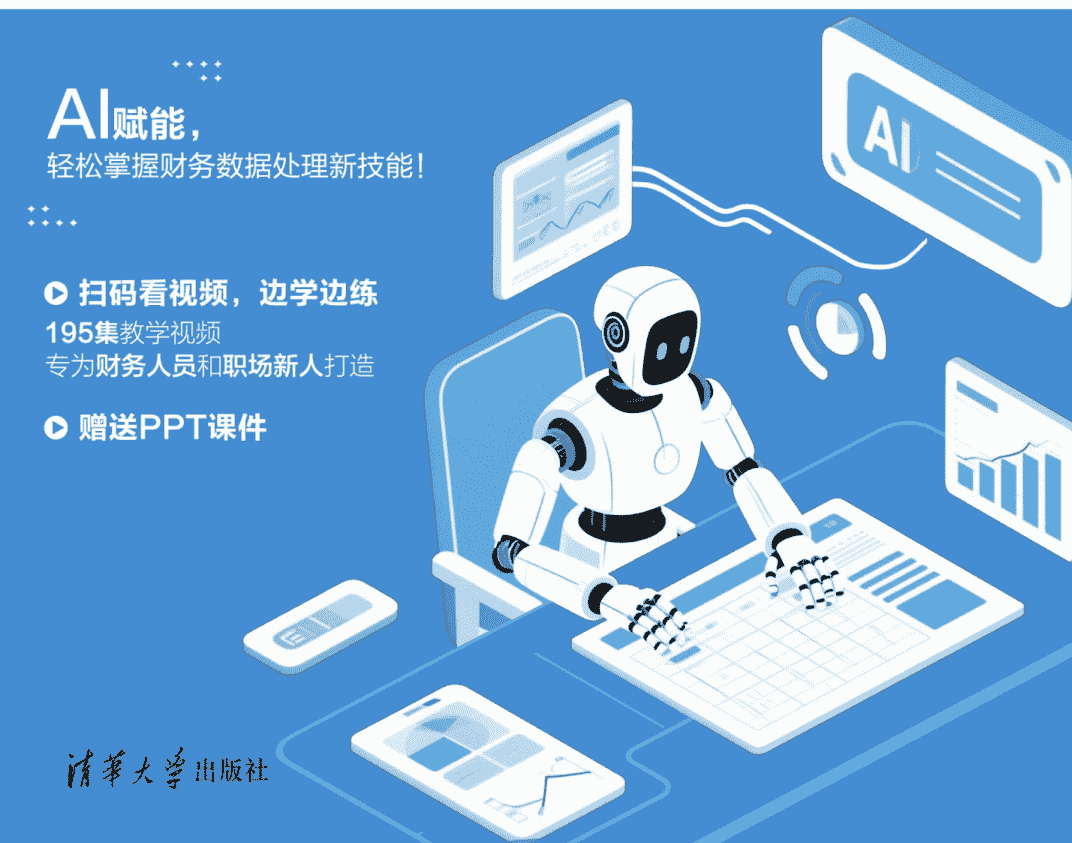 AI赋能，
轻松掌握财务数据处理新技能！
扫码看视频，边学边练
195集教学视频
专为财务人员和职场新人打造
赠送PPT课件
AI
清华大学出版社